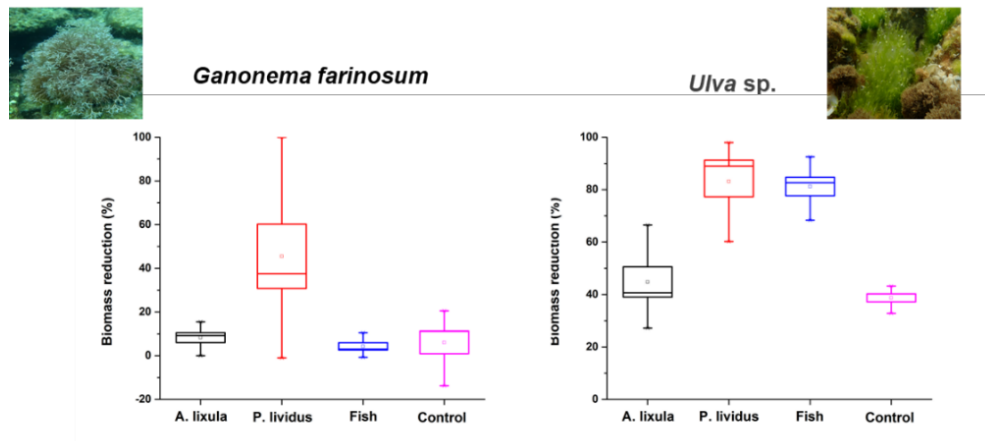 Ganonema farinosum
Ulva sp.
Biomass reduction (%)
100
80
60
40
20
0
-20
A. lixula P. lividus Fish Control
Biomass reduction (%)
100
80
60
40
20
0
A. lixula P. lividus Fish Control